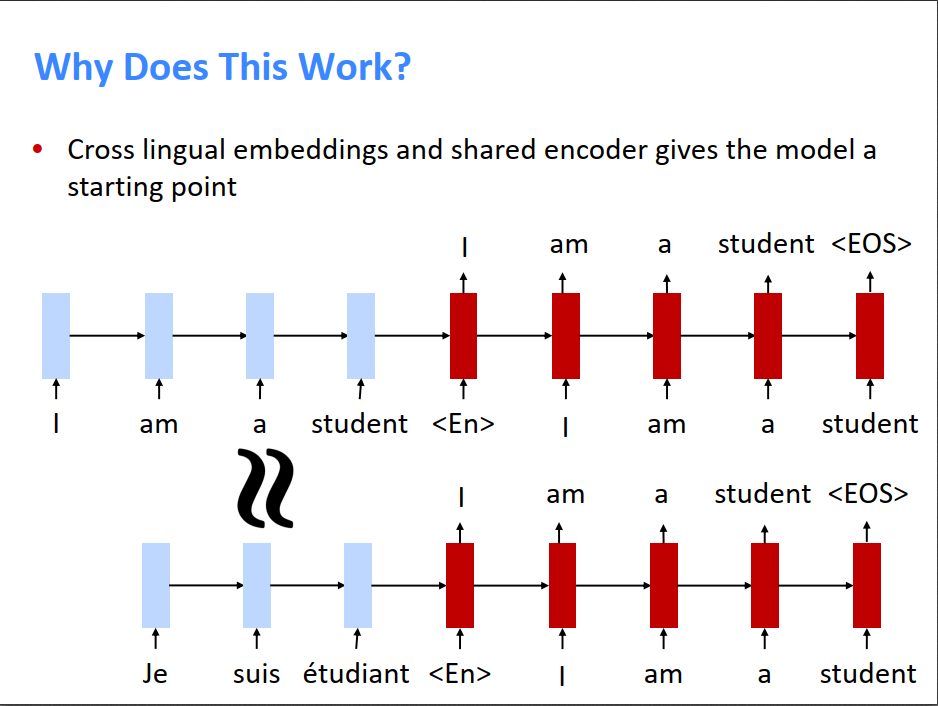 Why Does This Work?
• Cross lingual embeddings and shared encoder gives the model a
starting point
I am a student <EOS>
I am a student <En> I am a student
≈
I am a student <EOS>
Je suis étudiant <En> I am a student